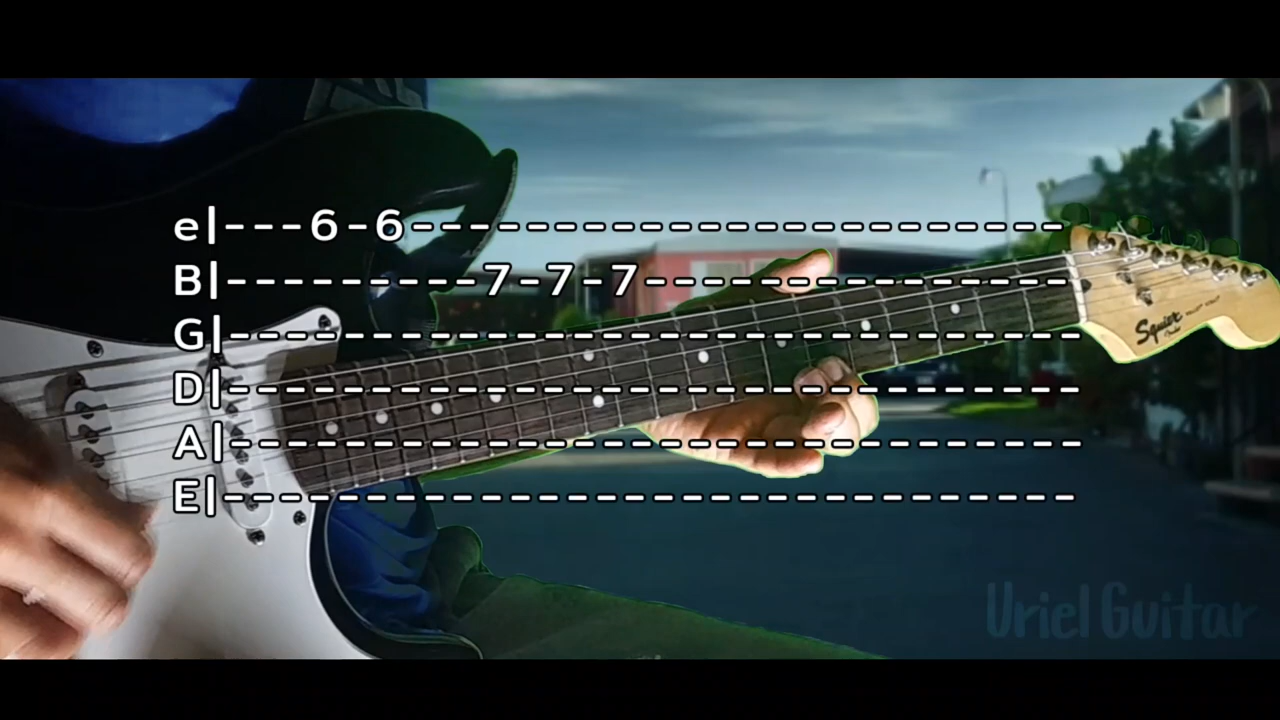 e|---6-6-----------------------
B|---------7-7-7---------------
G|------------------------------
D|------------------------------
A|------------------------------
E|------------------------------
Squier
Uriel Guitar